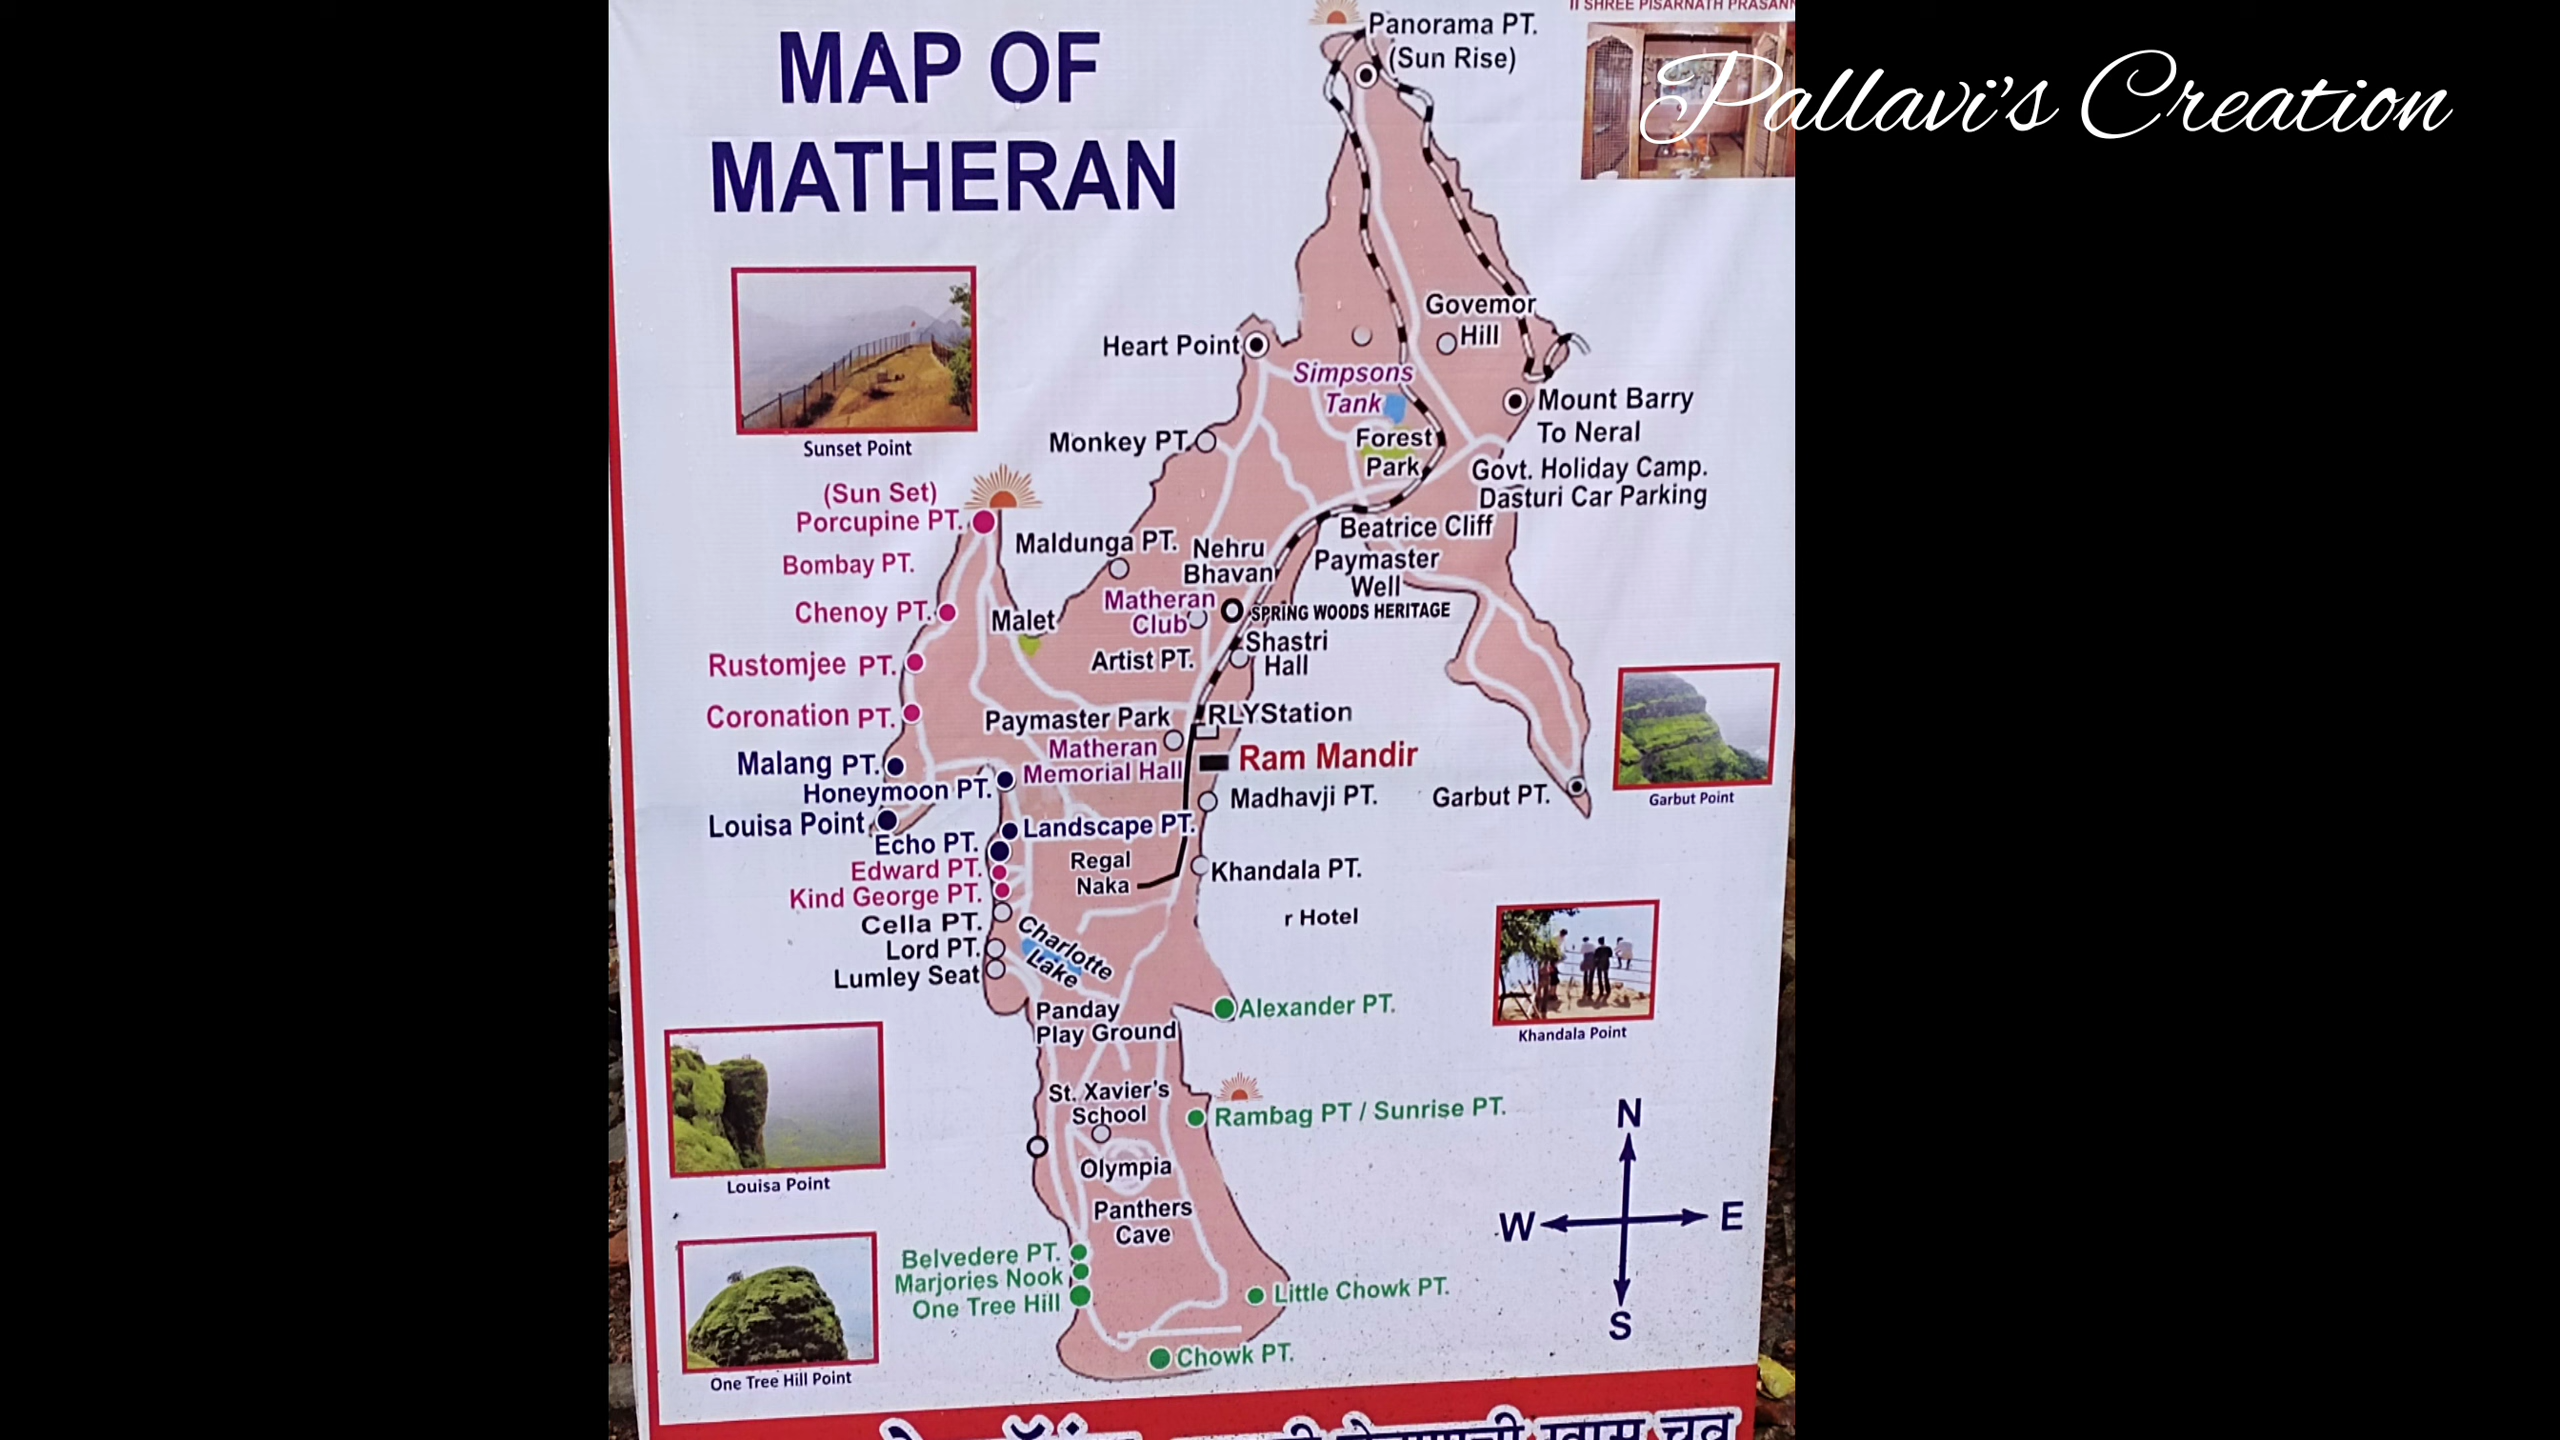 MAP OF
MATHERAN
II SHREE PISARNATH PRASANN
Pallavi's Creation
Panorama PT.
(Sun Rise)
Govemor
Hill
Heart Point
Simpsons
Tank
Mount Barry
To Neral
Monkey PT.
Forest
Park
Govt. Holiday Camp.
Dasturi Car Parking
Sunset Point
(Sun Set)
Porcupine PT.
Beatrice Cliff
Maldunga PT.
Nehru
Bhavan
Paymaster
Well
Bombay PT.
Matheran
Club
SPRING WOODS HERITAGE
Chenoy PT.
Malet
Shastri
Hall
Artist PT.
Rustomjee PT.
Coronation PT.
Paymaster Park
RLYStation
Matheran
Memorial Hall
Ram Mandir
Malang PT.
Honeymoon PT.
Madhavji PT.
Garbut PT.
Garbut Point
Louisa Point
Landscape PT.
Echo PT.
Regal
Naka
Khandala PT.
Edward PT.
Kind George PT.
Cella PT.
r Hotel
Charlotte
Lake
Lord PT.
Lumley Seat
Panday
Play Ground
Alexander PT.
Khandala Point
St. Xavier's
School
Rambag PT / Sunrise PT.
N
Olympia
Louisa Point
Panthers
Cave
W
E
Belvedere PT.
Marjories Nook
One Tree Hill
Little Chowk PT.
S
Chowk PT.
One Tree Hill Point